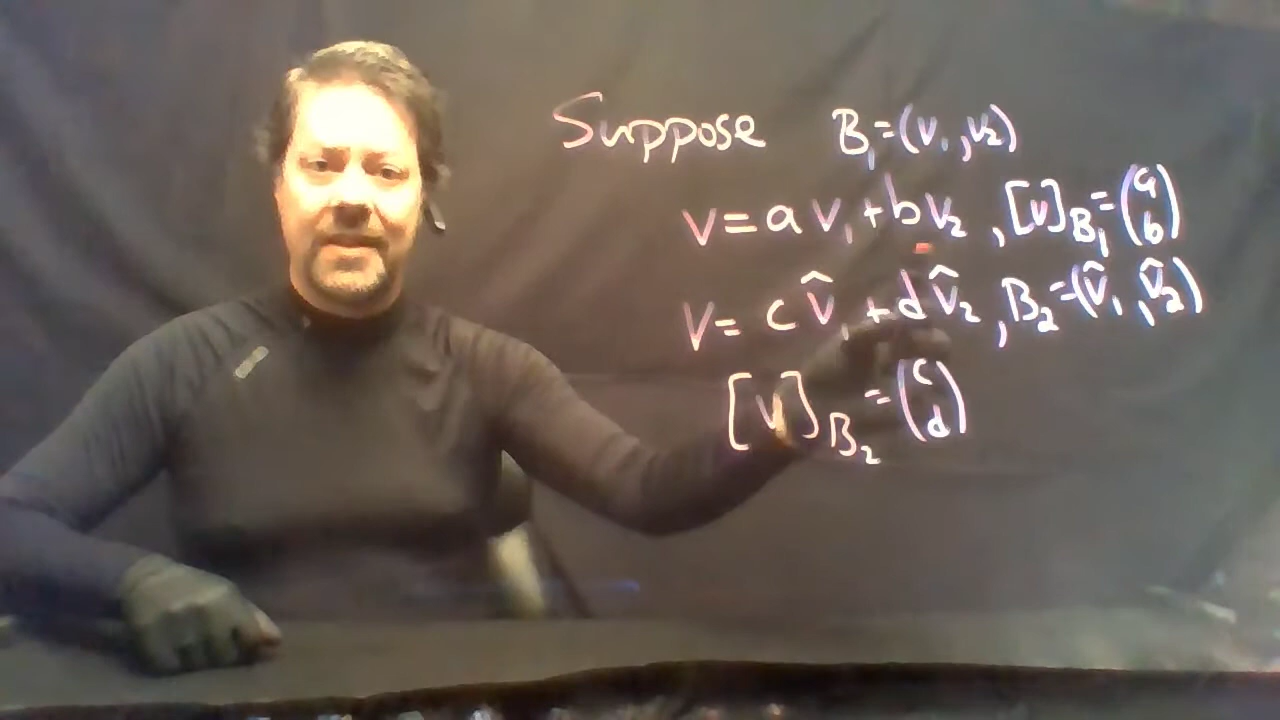 Suppose B₁=(v₁,v₂)
v=av₁+bv₂,[v]B₁=(a b)
v=cv̂₁+dv̂₂,B₂=(v̂₁,v̂₂)
[v]B₂=(c d)